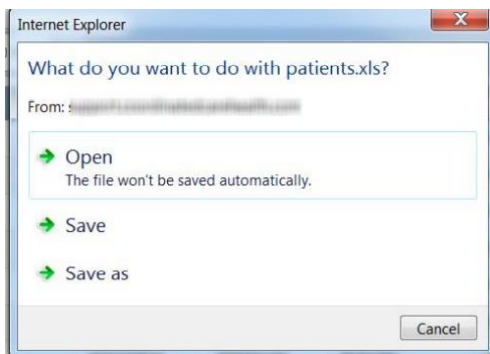 Internet Explorer
What do you want to do with patients.xls?
From:
Open
The file won't be saved automatically.
Save
Save as
Cancel